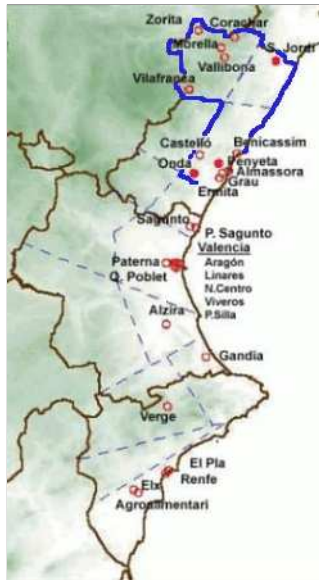 Zorita
Corachar
Morella
S. Jordi
Vallibona
Vilafranca
Castelló
Benicassim
Onda
Penyeta
Almassora
Grau
Ermita
Sagunto
P. Sagunto
Valencia
Paterna
Aragón
Q. Poblet
Linares
N.Centro
Viveros
P.Silla
Alzira
Gandia
Verge
El Pla
Renfe
Elx
Agroalimentari